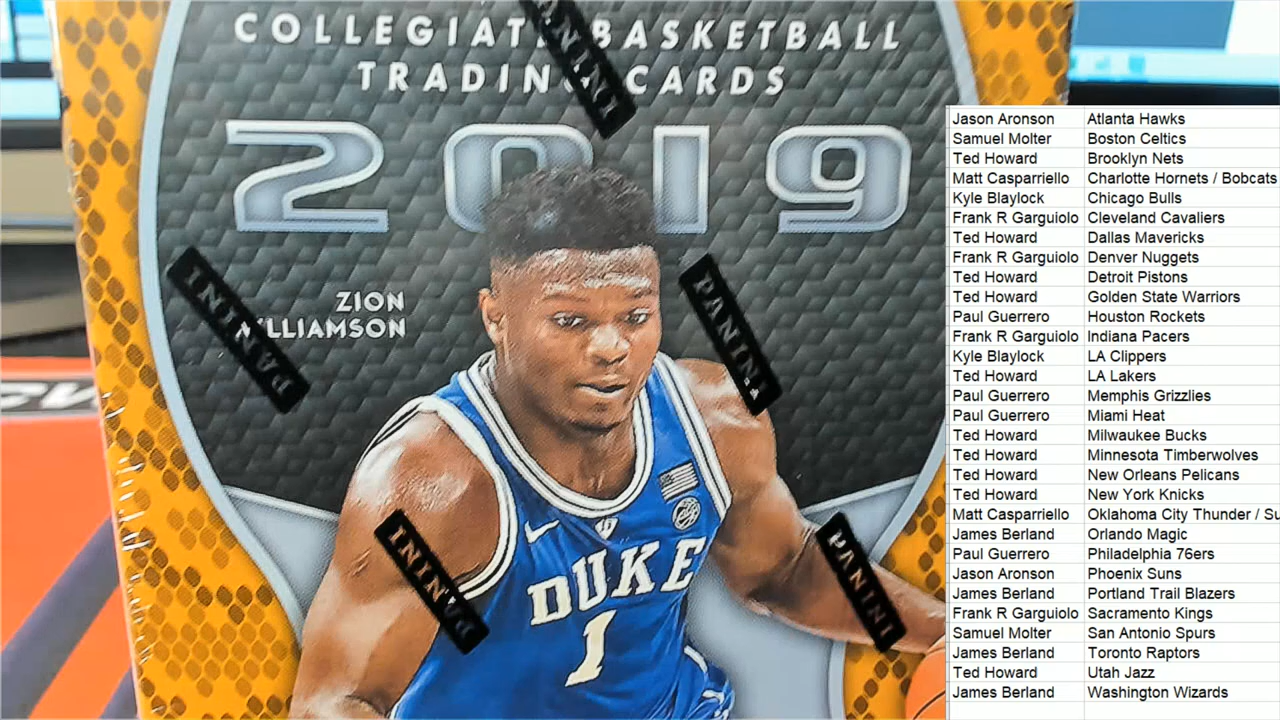 COLLEGIATE BASKETBALL
TRADING CARDS
2019
PANINI
ZION
WILLIAMSON
PANINI
PANINI
DUKE
1
PANINI
PANINI
Jason Aronson Atlanta Hawks
Samuel Molter Boston Celtics
Ted Howard Brooklyn Nets
Matt Casparriello Charlotte Hornets / Bobcats
Kyle Blaylock Chicago Bulls
Frank R Garguiolo Cleveland Cavaliers
Ted Howard Dallas Mavericks
Frank R Garguiolo Denver Nuggets
Ted Howard Detroit Pistons
Ted Howard Golden State Warriors
Paul Guerrero Houston Rockets
Frank R Garguiolo Indiana Pacers
Kyle Blaylock LA Clippers
Ted Howard LA Lakers
Paul Guerrero Memphis Grizzlies
Paul Guerrero Miami Heat
Ted Howard Milwaukee Bucks
Ted Howard Minnesota Timberwolves
Ted Howard New Orleans Pelicans
Ted Howard New York Knicks
Matt Casparriello Oklahoma City Thunder / Su
James Berland Orlando Magic
Paul Guerrero Philadelphia 76ers
Jason Aronson Phoenix Suns
James Berland Portland Trail Blazers
Frank R Garguiolo Sacramento Kings
Samuel Molter San Antonio Spurs
James Berland Toronto Raptors
Ted Howard Utah Jazz
James Berland Washington Wizards